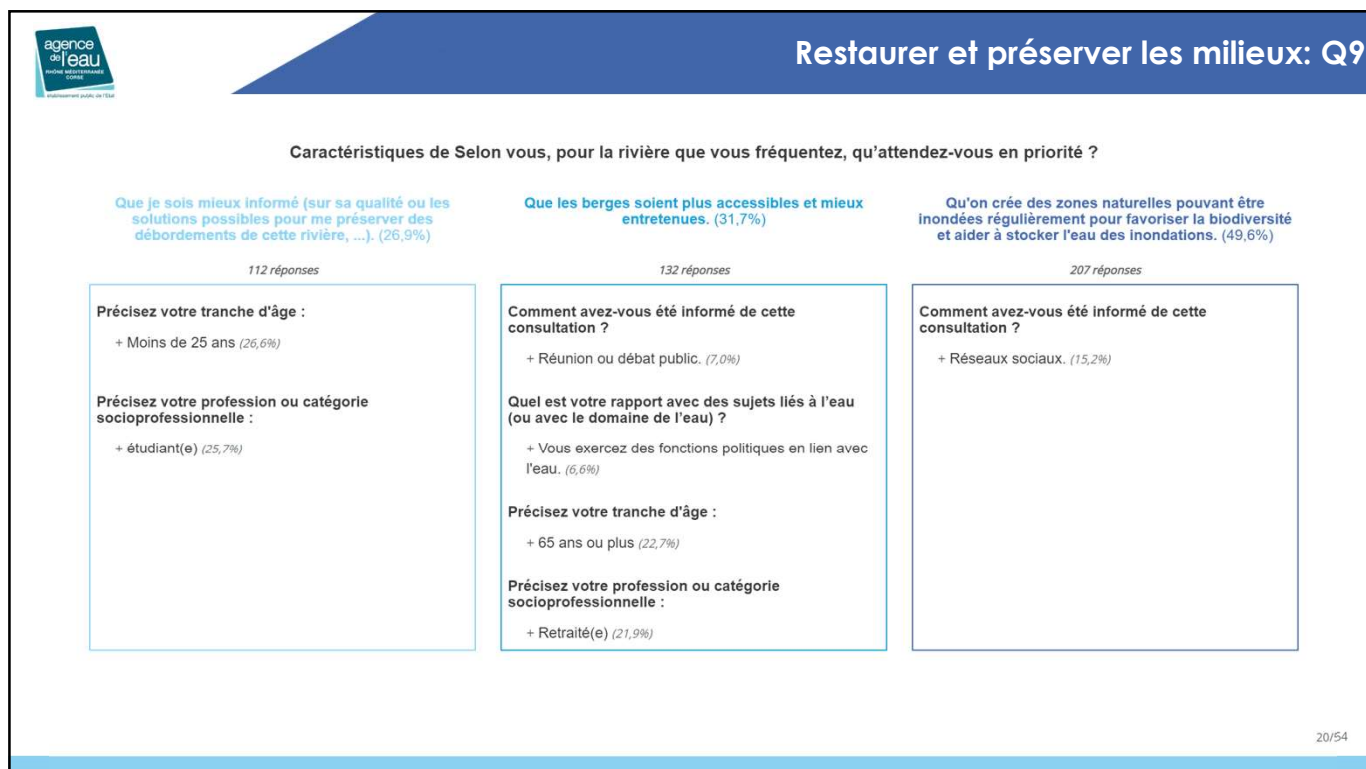 agence
de l'eau
RHÔNE MÉDITERRANÉE
CORSE
établissement public de l'État
Restaurer et préserver les milieux: Q9
Caractéristiques de Selon vous, pour la rivière que vous fréquentez, qu'attendez-vous en priorité ?
Que je sois mieux informé (sur sa qualité ou les
solutions possibles pour me préserver des
débordements de cette rivière, ...). (26,9%)
112 réponses
Précisez votre tranche d'âge :
+ Moins de 25 ans (26,6%)
Précisez votre profession ou catégorie
socioprofessionnelle :
+ étudiant(e) (25,7%)
Que les berges soient plus accessibles et mieux
entretenues. (31,7%)
132 réponses
Comment avez-vous été informé de cette
consultation ?
+ Réunion ou débat public. (7,0%)
Quel est votre rapport avec des sujets liés à l'eau
(ou avec le domaine de l'eau) ?
+ Vous exercez des fonctions politiques en lien avec
l'eau. (6,6%)
Précisez votre tranche d'âge :
+ 65 ans ou plus (22,7%)
Précisez votre profession ou catégorie
socioprofessionnelle :
+ Retraité(e) (21,9%)
Qu'on crée des zones naturelles pouvant être
inondées régulièrement pour favoriser la biodiversité
et aider à stocker l'eau des inondations. (49,6%)
207 réponses
Comment avez-vous été informé de cette
consultation ?
+ Réseaux sociaux. (15,2%)
20/54